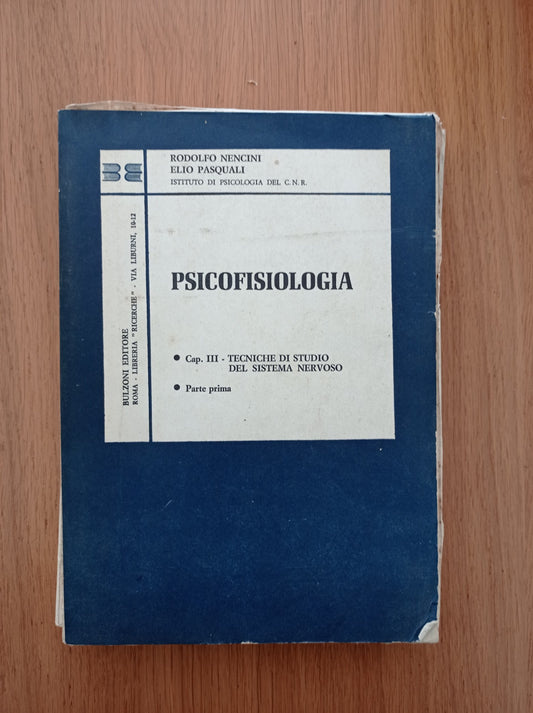 RODOLFO NENCINI
ELIO PASQUALI
ISTITUTO DI PSICOLOGIA DEL C. N. R.
PSICOFISIOLOGIA
• Cap. III - TECNICHE DI STUDIO
DEL SISTEMA NERVOSO
• Parte prima
BULZONI EDITORE
ROMA - LIBRERIA "RICERCHE" - VIA LIBURNI, 10-12